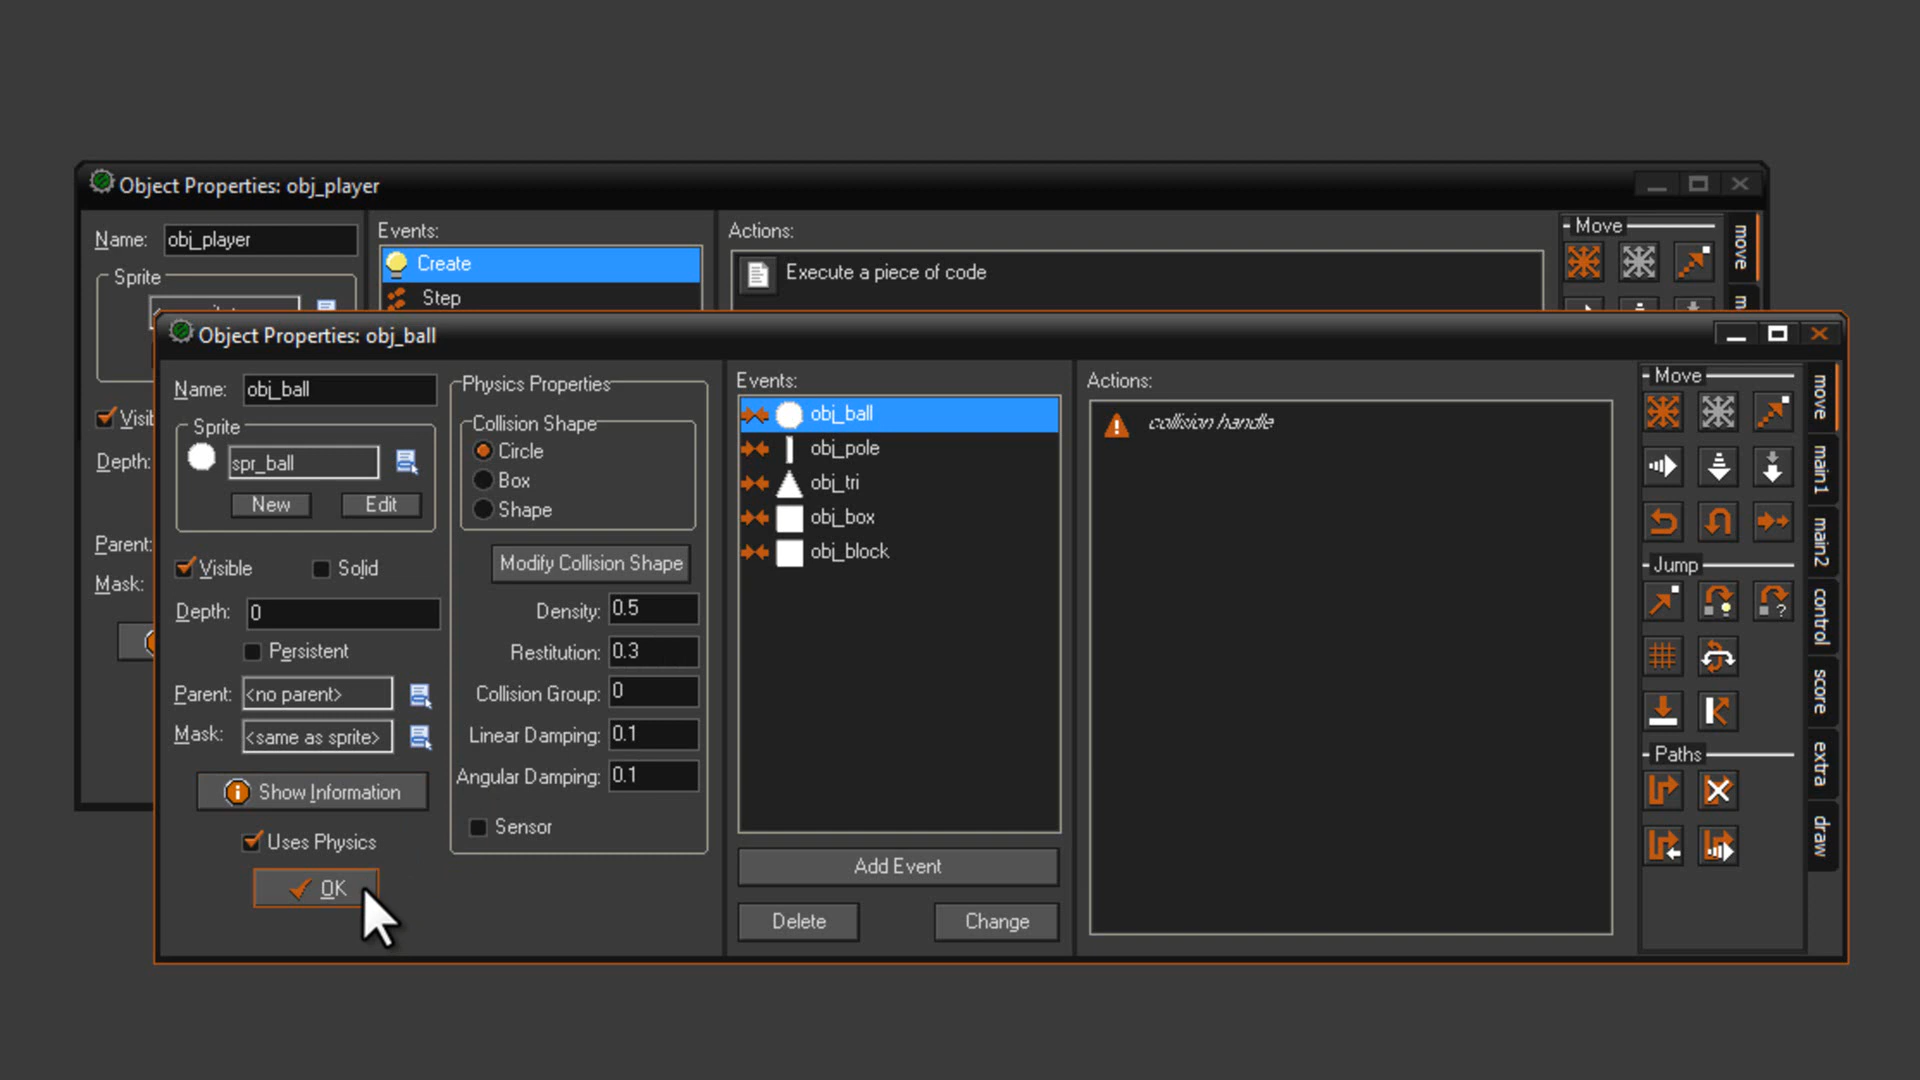 Object Properties: obj_player
Name: obj_player
Sprite
Events:
Create
Step
Actions:
Execute a piece of code
Move
move
Visib
Depth:
Parent:
Mask:
Object Properties: obj_ball
Name: obj_ball
Sprite
spr_ball
New
Edit
Visible
Solid
Depth: 0
Persistent
Parent: <no parent>
Mask: <same as sprite>
Show Information
Uses Physics
OK
Physics Properties
Collision Shape
Circle
Box
Shape
Modify Collision Shape
Density: 0.5
Restitution: 0.3
Collision Group: 0
Linear Damping: 0.1
Angular Damping: 0.1
Sensor
Events:
obj_ball
obj_pole
obj_tri
obj_box
obj_block
Add Event
Delete
Change
Actions:
collision handle
Move
Jump
Paths
move
main1
main2
control
score
extra
draw